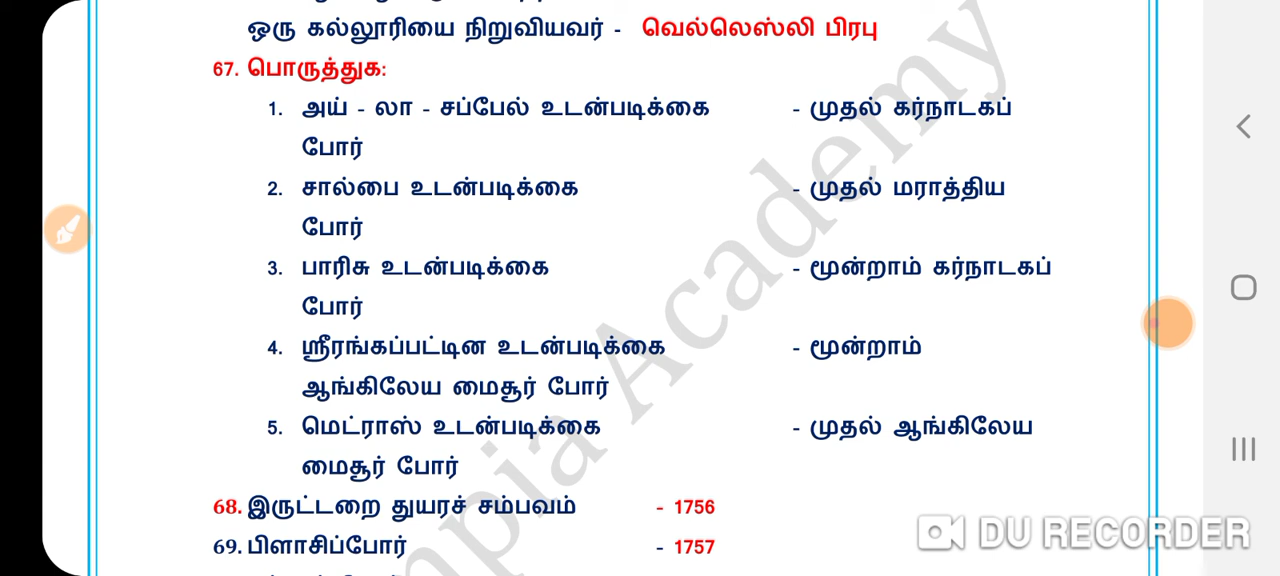 ஒரு கல்லூரியை நிறுவியவர் - வெல்லெஸ்லி பிரபு
67. பொருத்துக:
1. அய் - லா - சப்பேல் உடன்படிக்கை - முதல் கர்நாடகப்
போர்
2. சால்பை உடன்படிக்கை - முதல் மராத்திய
போர்
3. பாரிசு உடன்படிக்கை - மூன்றாம் கர்நாடகப்
போர்
4. ஸ்ரீரங்கப்பட்டின உடன்படிக்கை - மூன்றாம்
ஆங்கிலேய மைசூர் போர்
5. மெட்ராஸ் உடன்படிக்கை - முதல் ஆங்கிலேய
மைசூர் போர்
68. இருட்டறை துயரச் சம்பவம் - 1756
69. பிளாசிப்போர் - 1757
mpia Academy
DU RECORDER